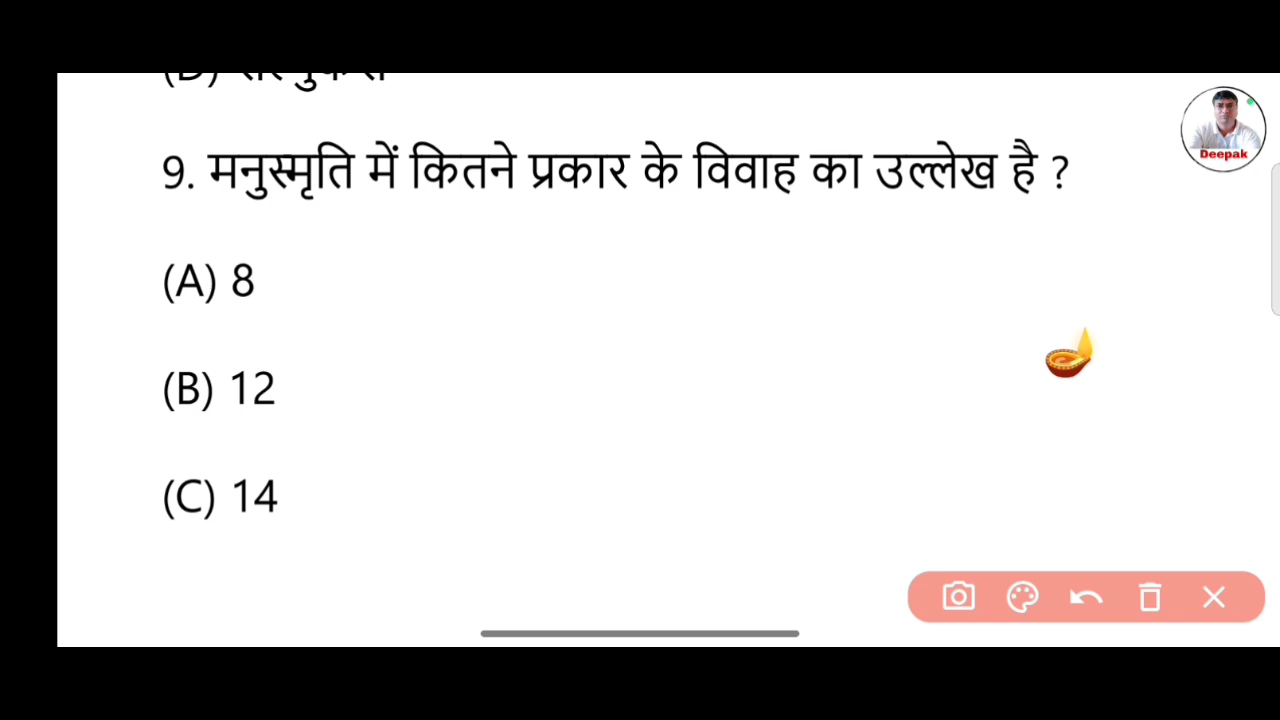 (D)
9. मनुस्मृति में कितने प्रकार के विवाह का उल्लेख है ?
Deepak
(A) 8
(B) 12
(C) 14